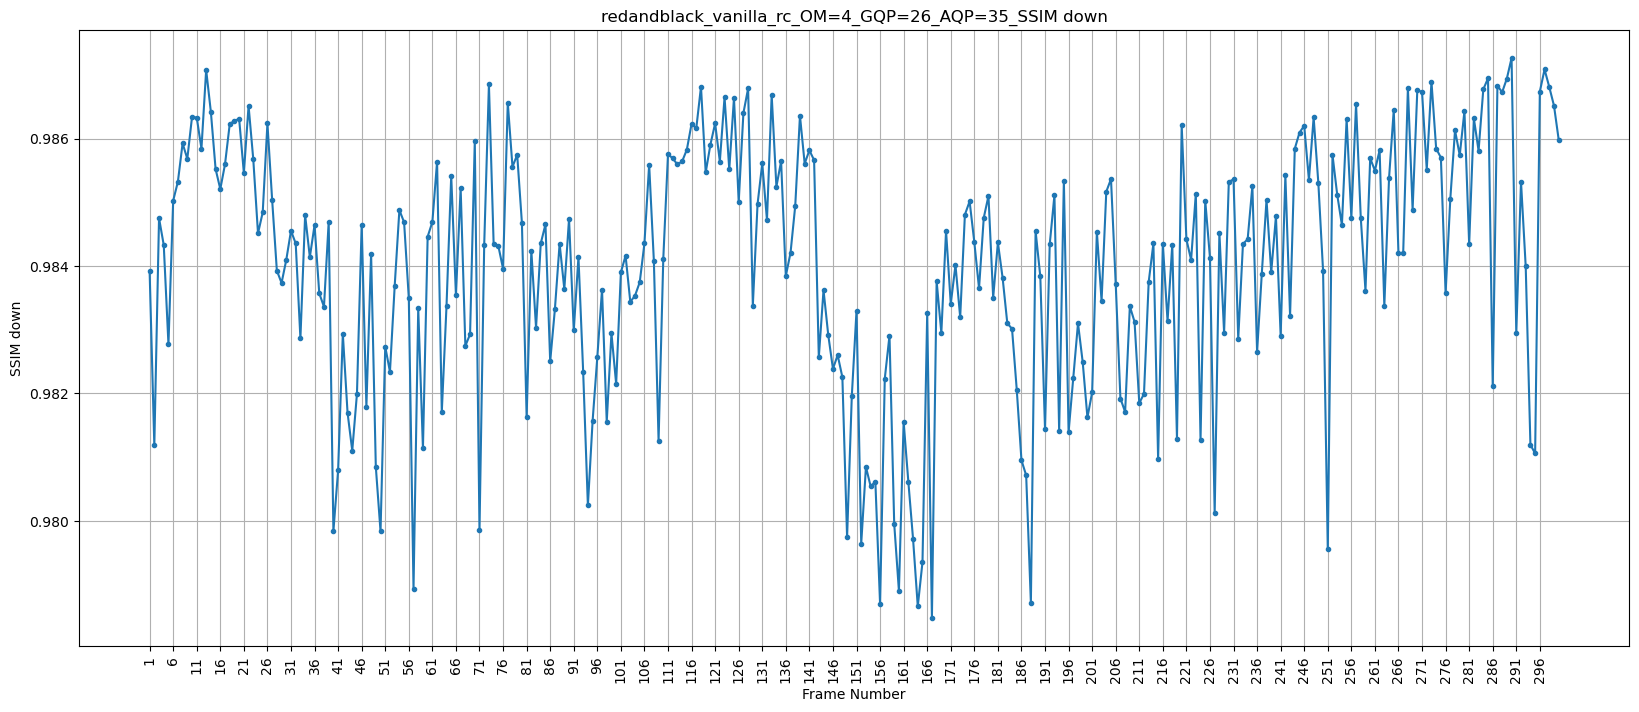 redandblack_vanilla_rc_OM=4_GQP=26_AQP=35_SSIM down
SSIM down
0.986
0.984
0.982
0.980
1 6 11 16 21 26 31 36 41 46 51 56 61 66 71 76 81 86 91 96 101 106 111 116 121 126 131 136 141 146 151 156 161 166 171 176 181 186 191 196 201 206 211 216 221 226 231 236 241 246 251 256 261 266 271 276 281 286 291 296
Frame Number